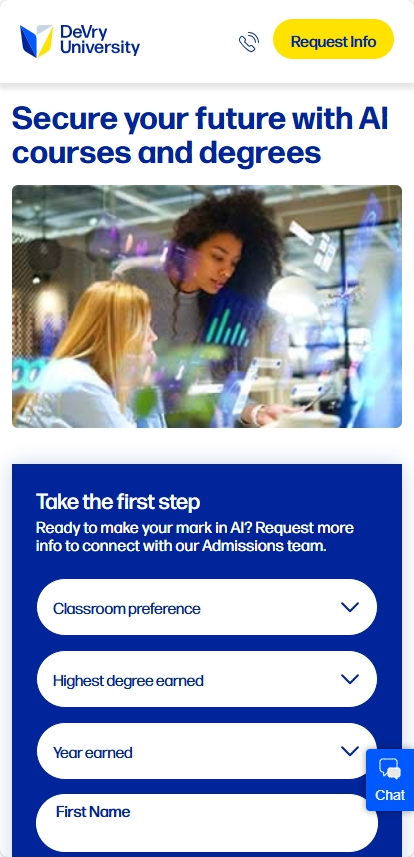 DeVry
University
Request Info
Secure your future with AI
courses and degrees
Take the first step
Ready to make your mark in AI? Request more
info to connect with our Admissions team.
Classroom preference
Highest degree earned
Year earned
Chat
First Name